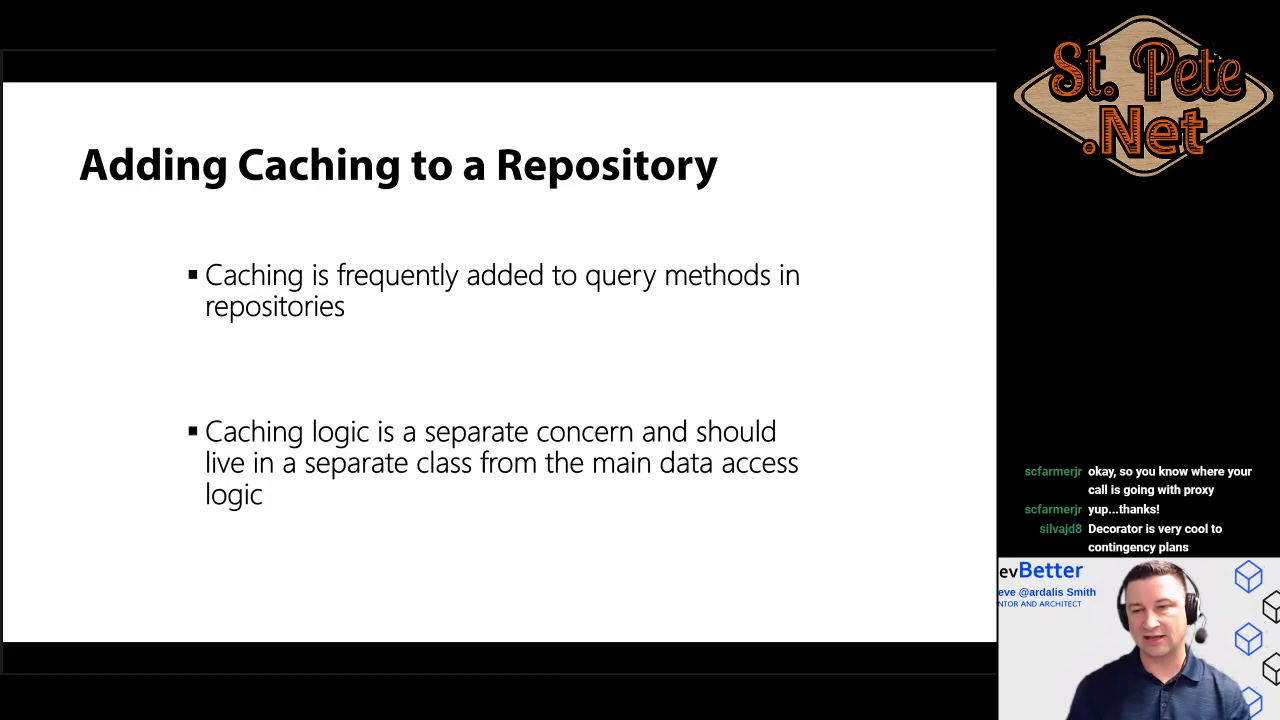 Adding Caching to a Repository
▪ Caching is frequently added to query methods in
repositories
▪ Caching logic is a separate concern and should
live in a separate class from the main data access
logic
St. Pete
.Net
scfarmerjr okay, so you know where your
call is going with proxy
scfarmerjr yup...thanks!
silvajd8 Decorator is very cool to
contingency plans
evBetter
eve @ardalis Smith
NTOR AND ARCHITECT